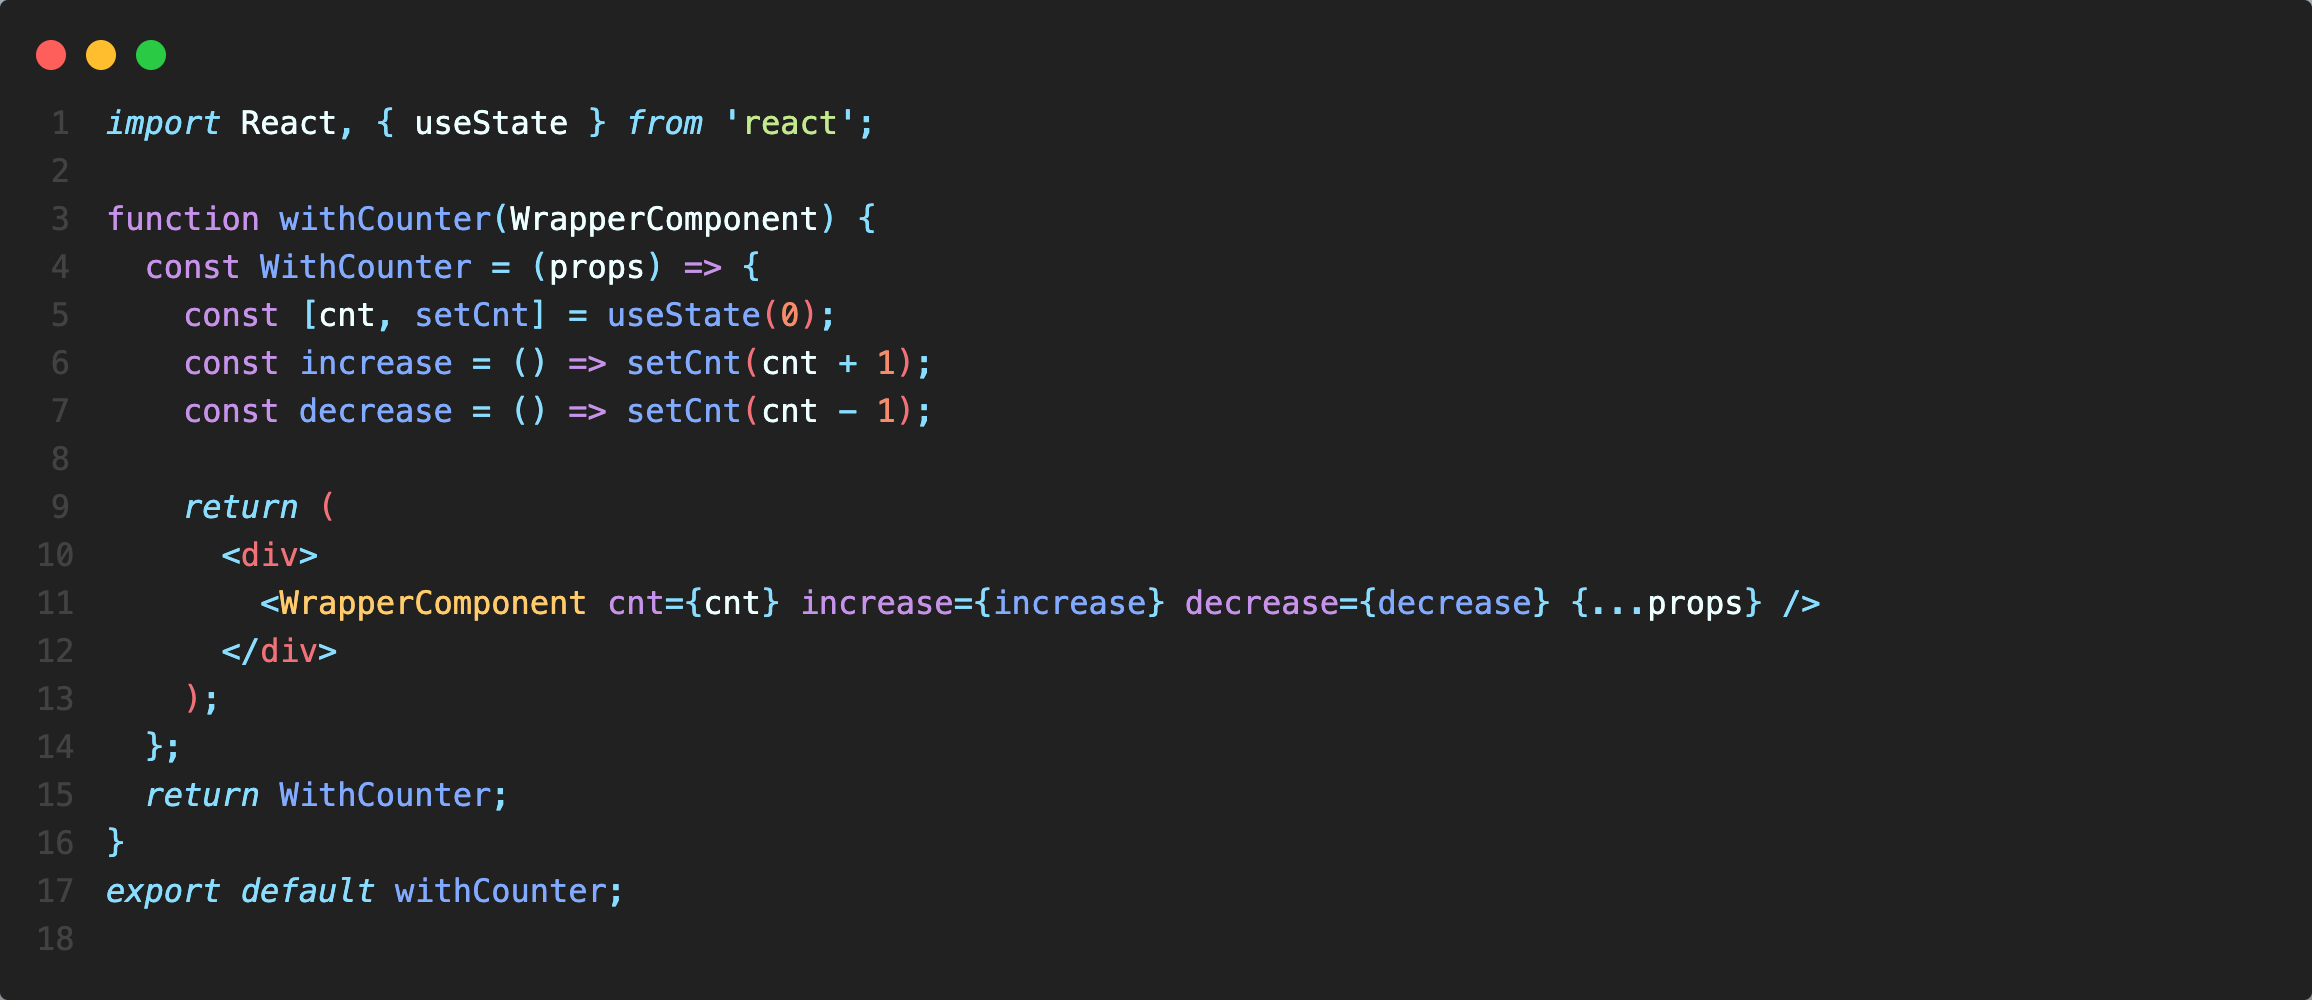 1 import React, { useState } from 'react';
2
3 function withCounter(WrapperComponent) {
4   const WithCounter = (props) => {
5     const [cnt, setCnt] = useState(0);
6     const increase = () => setCnt(cnt + 1);
7     const decrease = () => setCnt(cnt - 1);
8
9     return (
10       <div>
11         <WrapperComponent cnt={cnt} increase={increase} decrease={decrease} {...props} />
12       </div>
13     );
14   };
15   return WithCounter;
16 }
17 export default withCounter;
18